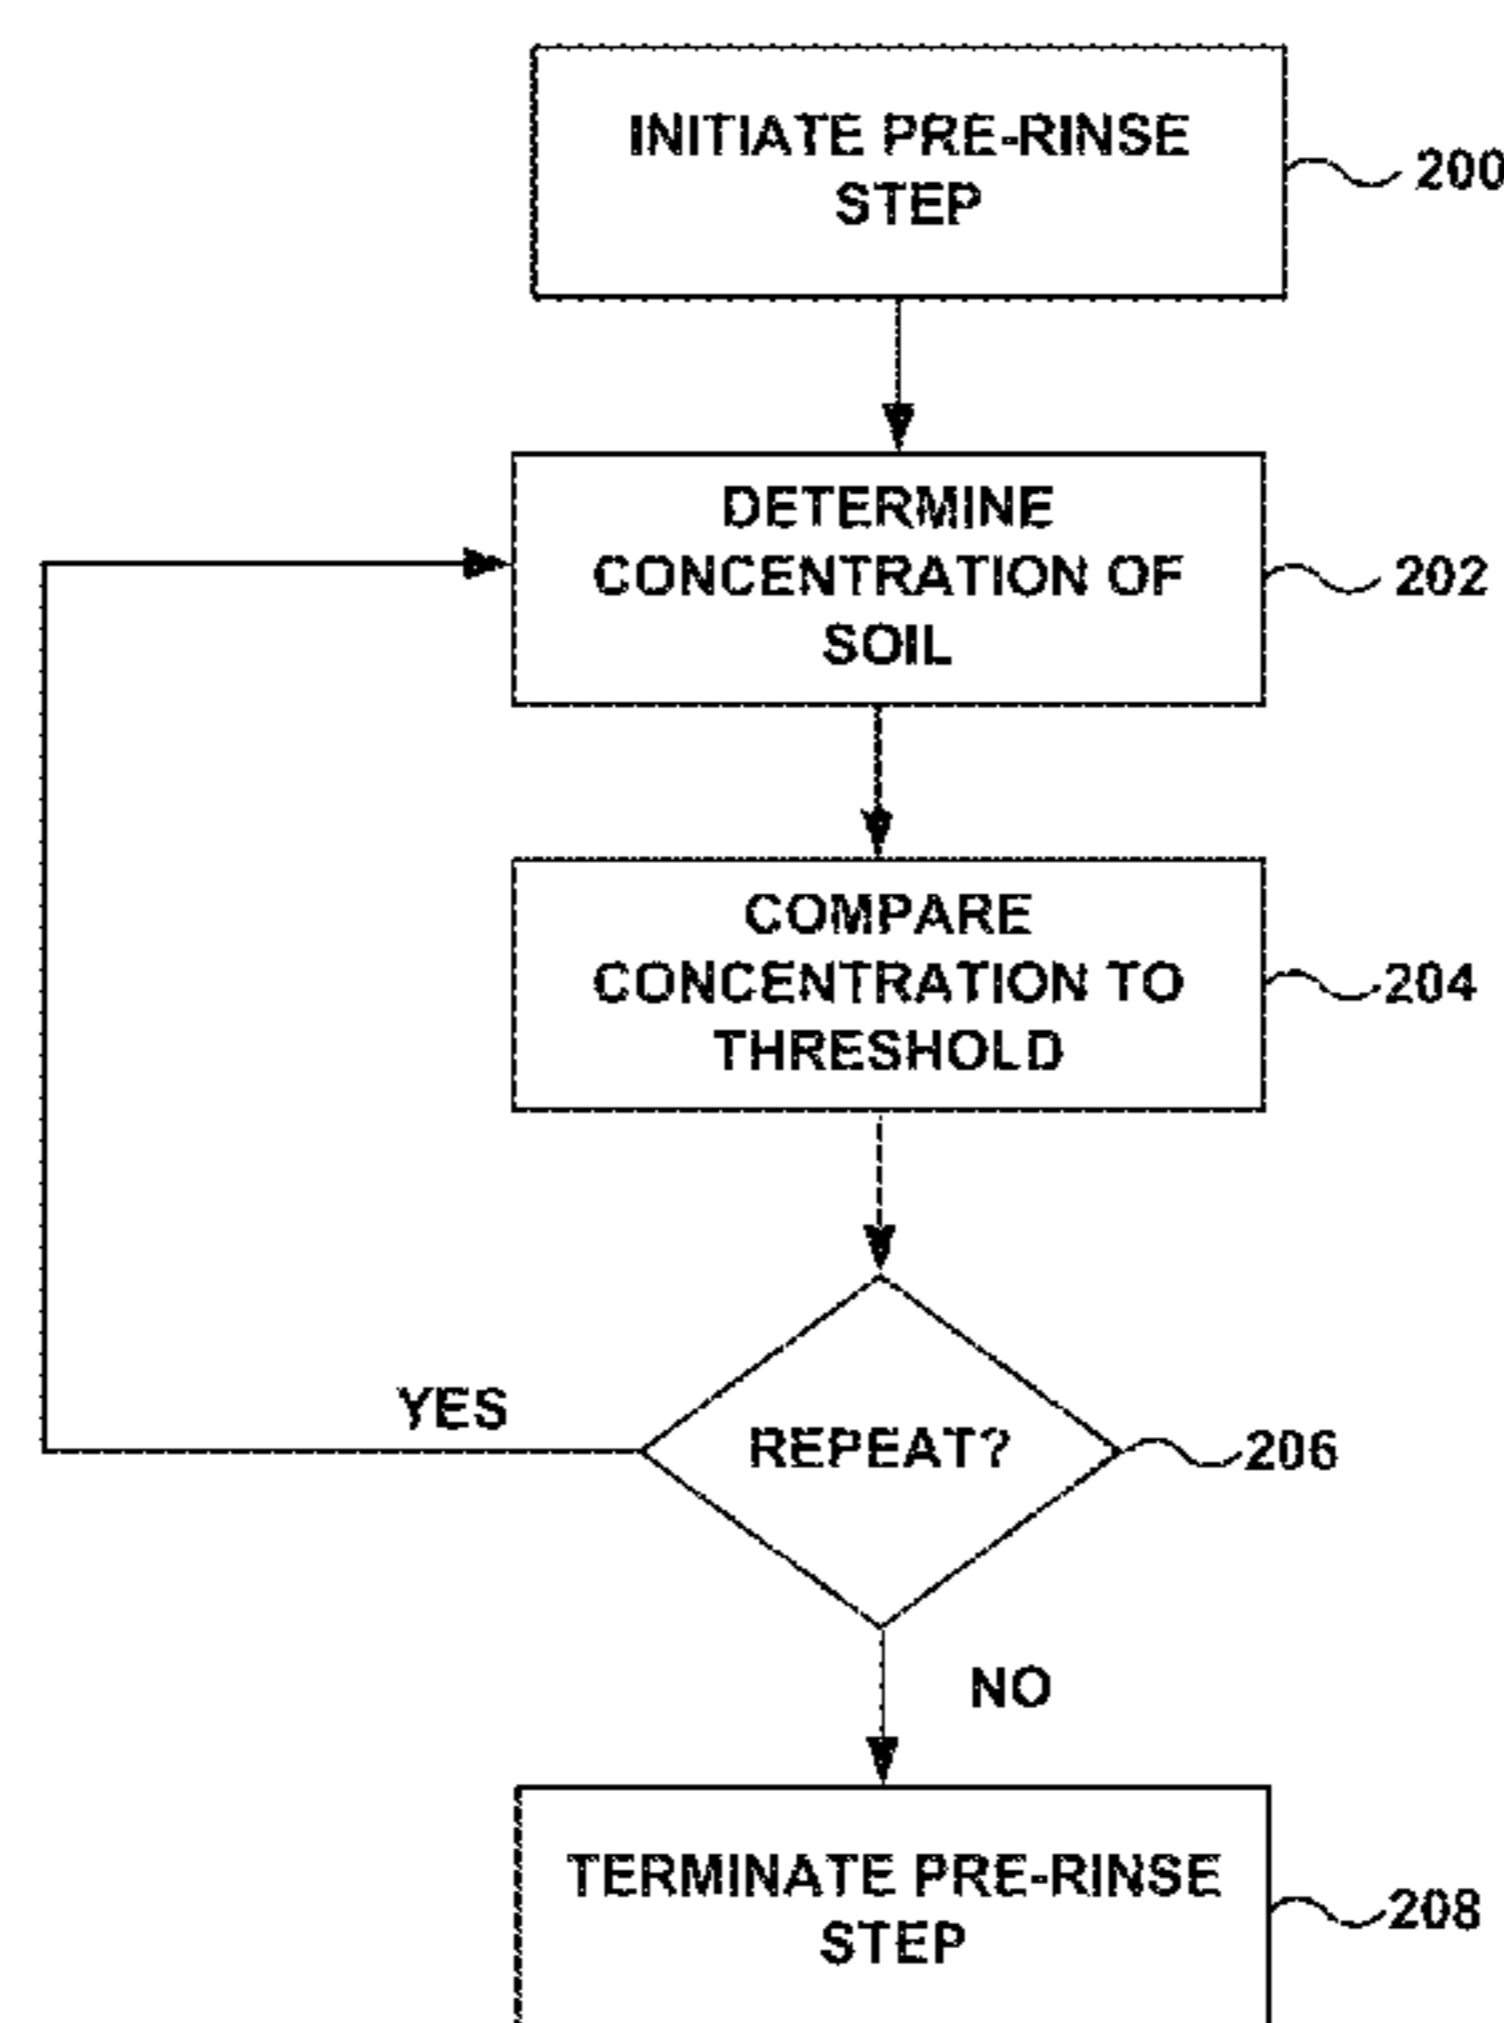 INITIATE PRE-RINSE
STEP
200
DETERMINE
CONCENTRATION OF
SOIL
202
COMPARE
CONCENTRATION TO
THRESHOLD
204
YES
REPEAT?
206
NO
TERMINATE PRE-RINSE
STEP
208